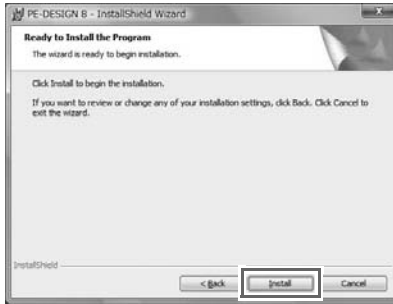 PE-DESIGN 8 - InstallShield Wizard
Ready to Install the Program
The wizard is ready to begin installation.
Click Install to begin the installation.
If you want to review or change any of your installation settings, click Back. Click Cancel to
exit the wizard.
InstallShield
< Back
Install
Cancel